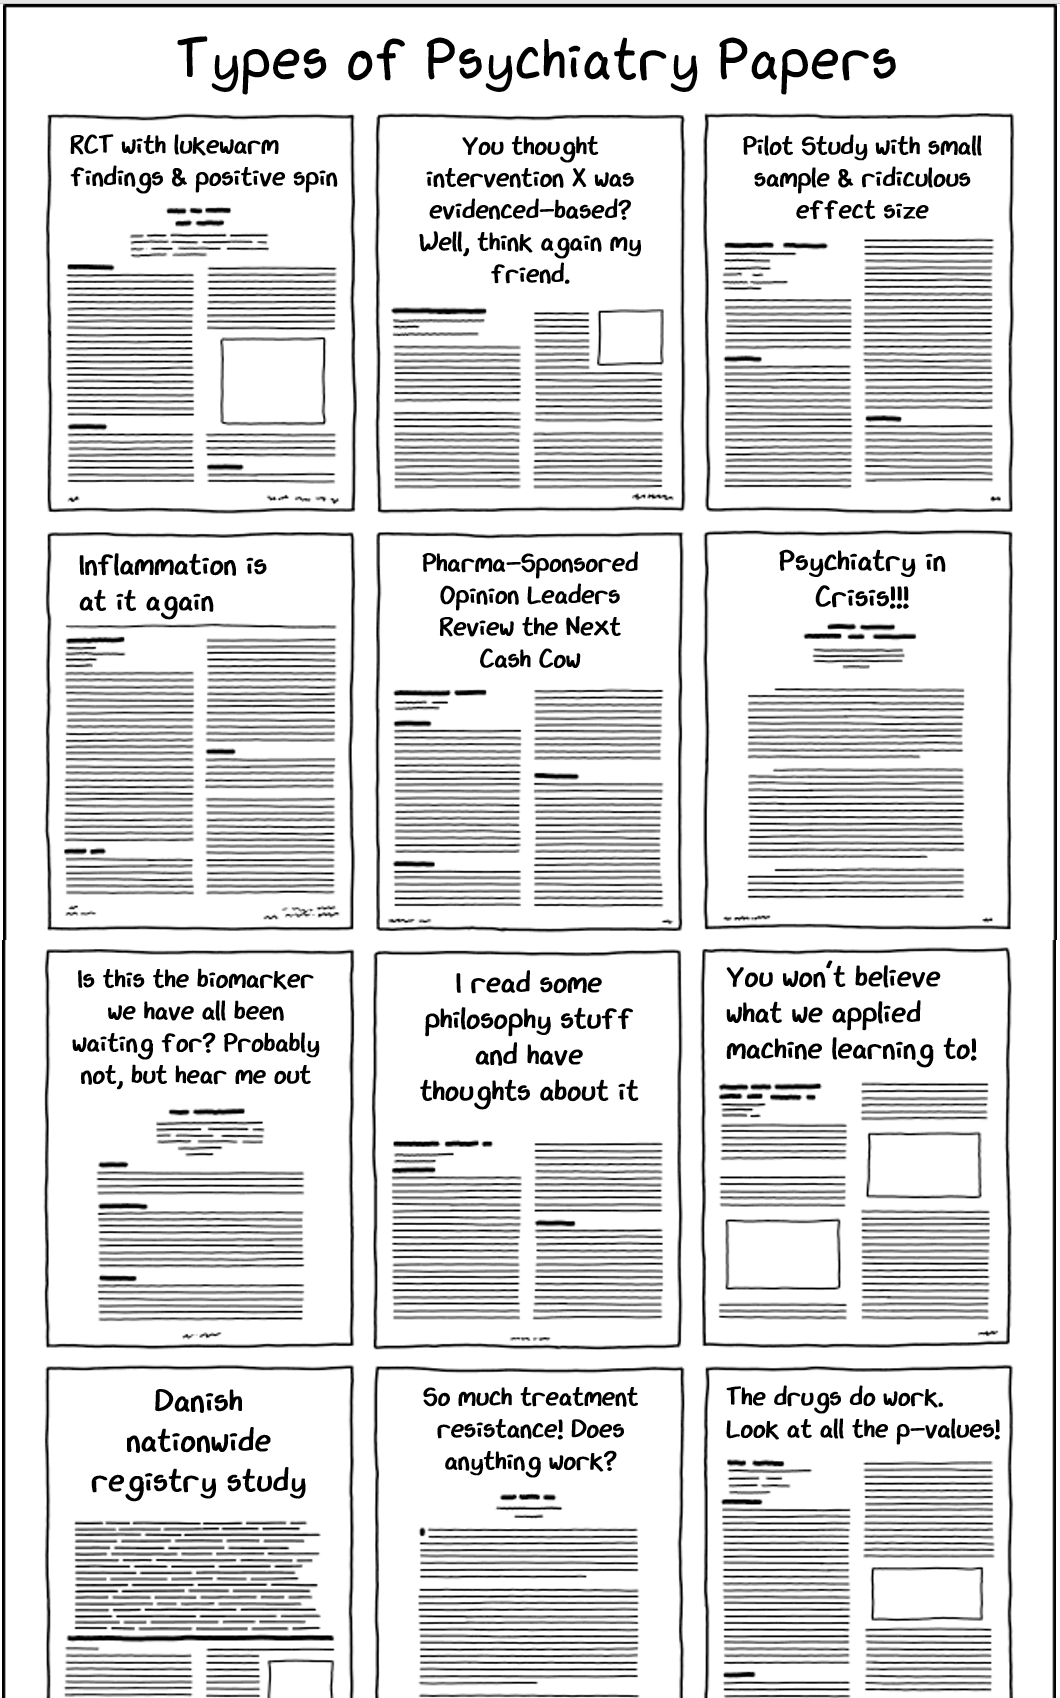 Types of Psychiatry Papers
RCT with lukewarm
findings & positive spin
You thought
intervention X was
evidenced-based?
Well, think again my
friend.
Pilot Study with small
sample & ridiculous
effect size
Inflammation is
at it again
Pharma-Sponsored
Opinion Leaders
Review the Next
Cash Cow
Psychiatry in
Crisis!!!
Is this the biomarker
we have all been
waiting for? Probably
not, but hear me out
I read some
philosophy stuff
and have
thoughts about it
You won't believe
what we applied
machine learning to!
Danish
nationwide
registry study
So much treatment
resistance! Does
anything work?
The drugs do work.
Look at all the p-values!